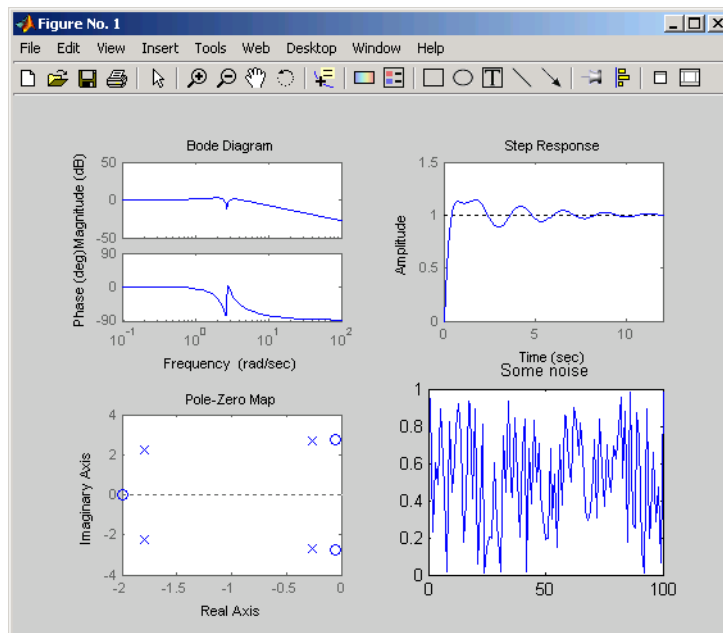 Figure No. 1
File Edit View Insert Tools Web Desktop Window Help
T
Bode Diagram
Magnitude (dB)
50
0
-50
Phase (deg)
90
0
-90
10^-1 10^0 10^1 10^2
Frequency (rad/sec)
Step Response
Amplitude
1.5
1
0.5
0
0 5 10
Time (sec)
Pole-Zero Map
Imaginary Axis
4
2
0
-2
-4
-2 -1.5 -1 -0.5 0
Real Axis
Some noise
1
0.8
0.6
0.4
0.2
0
0 50 100